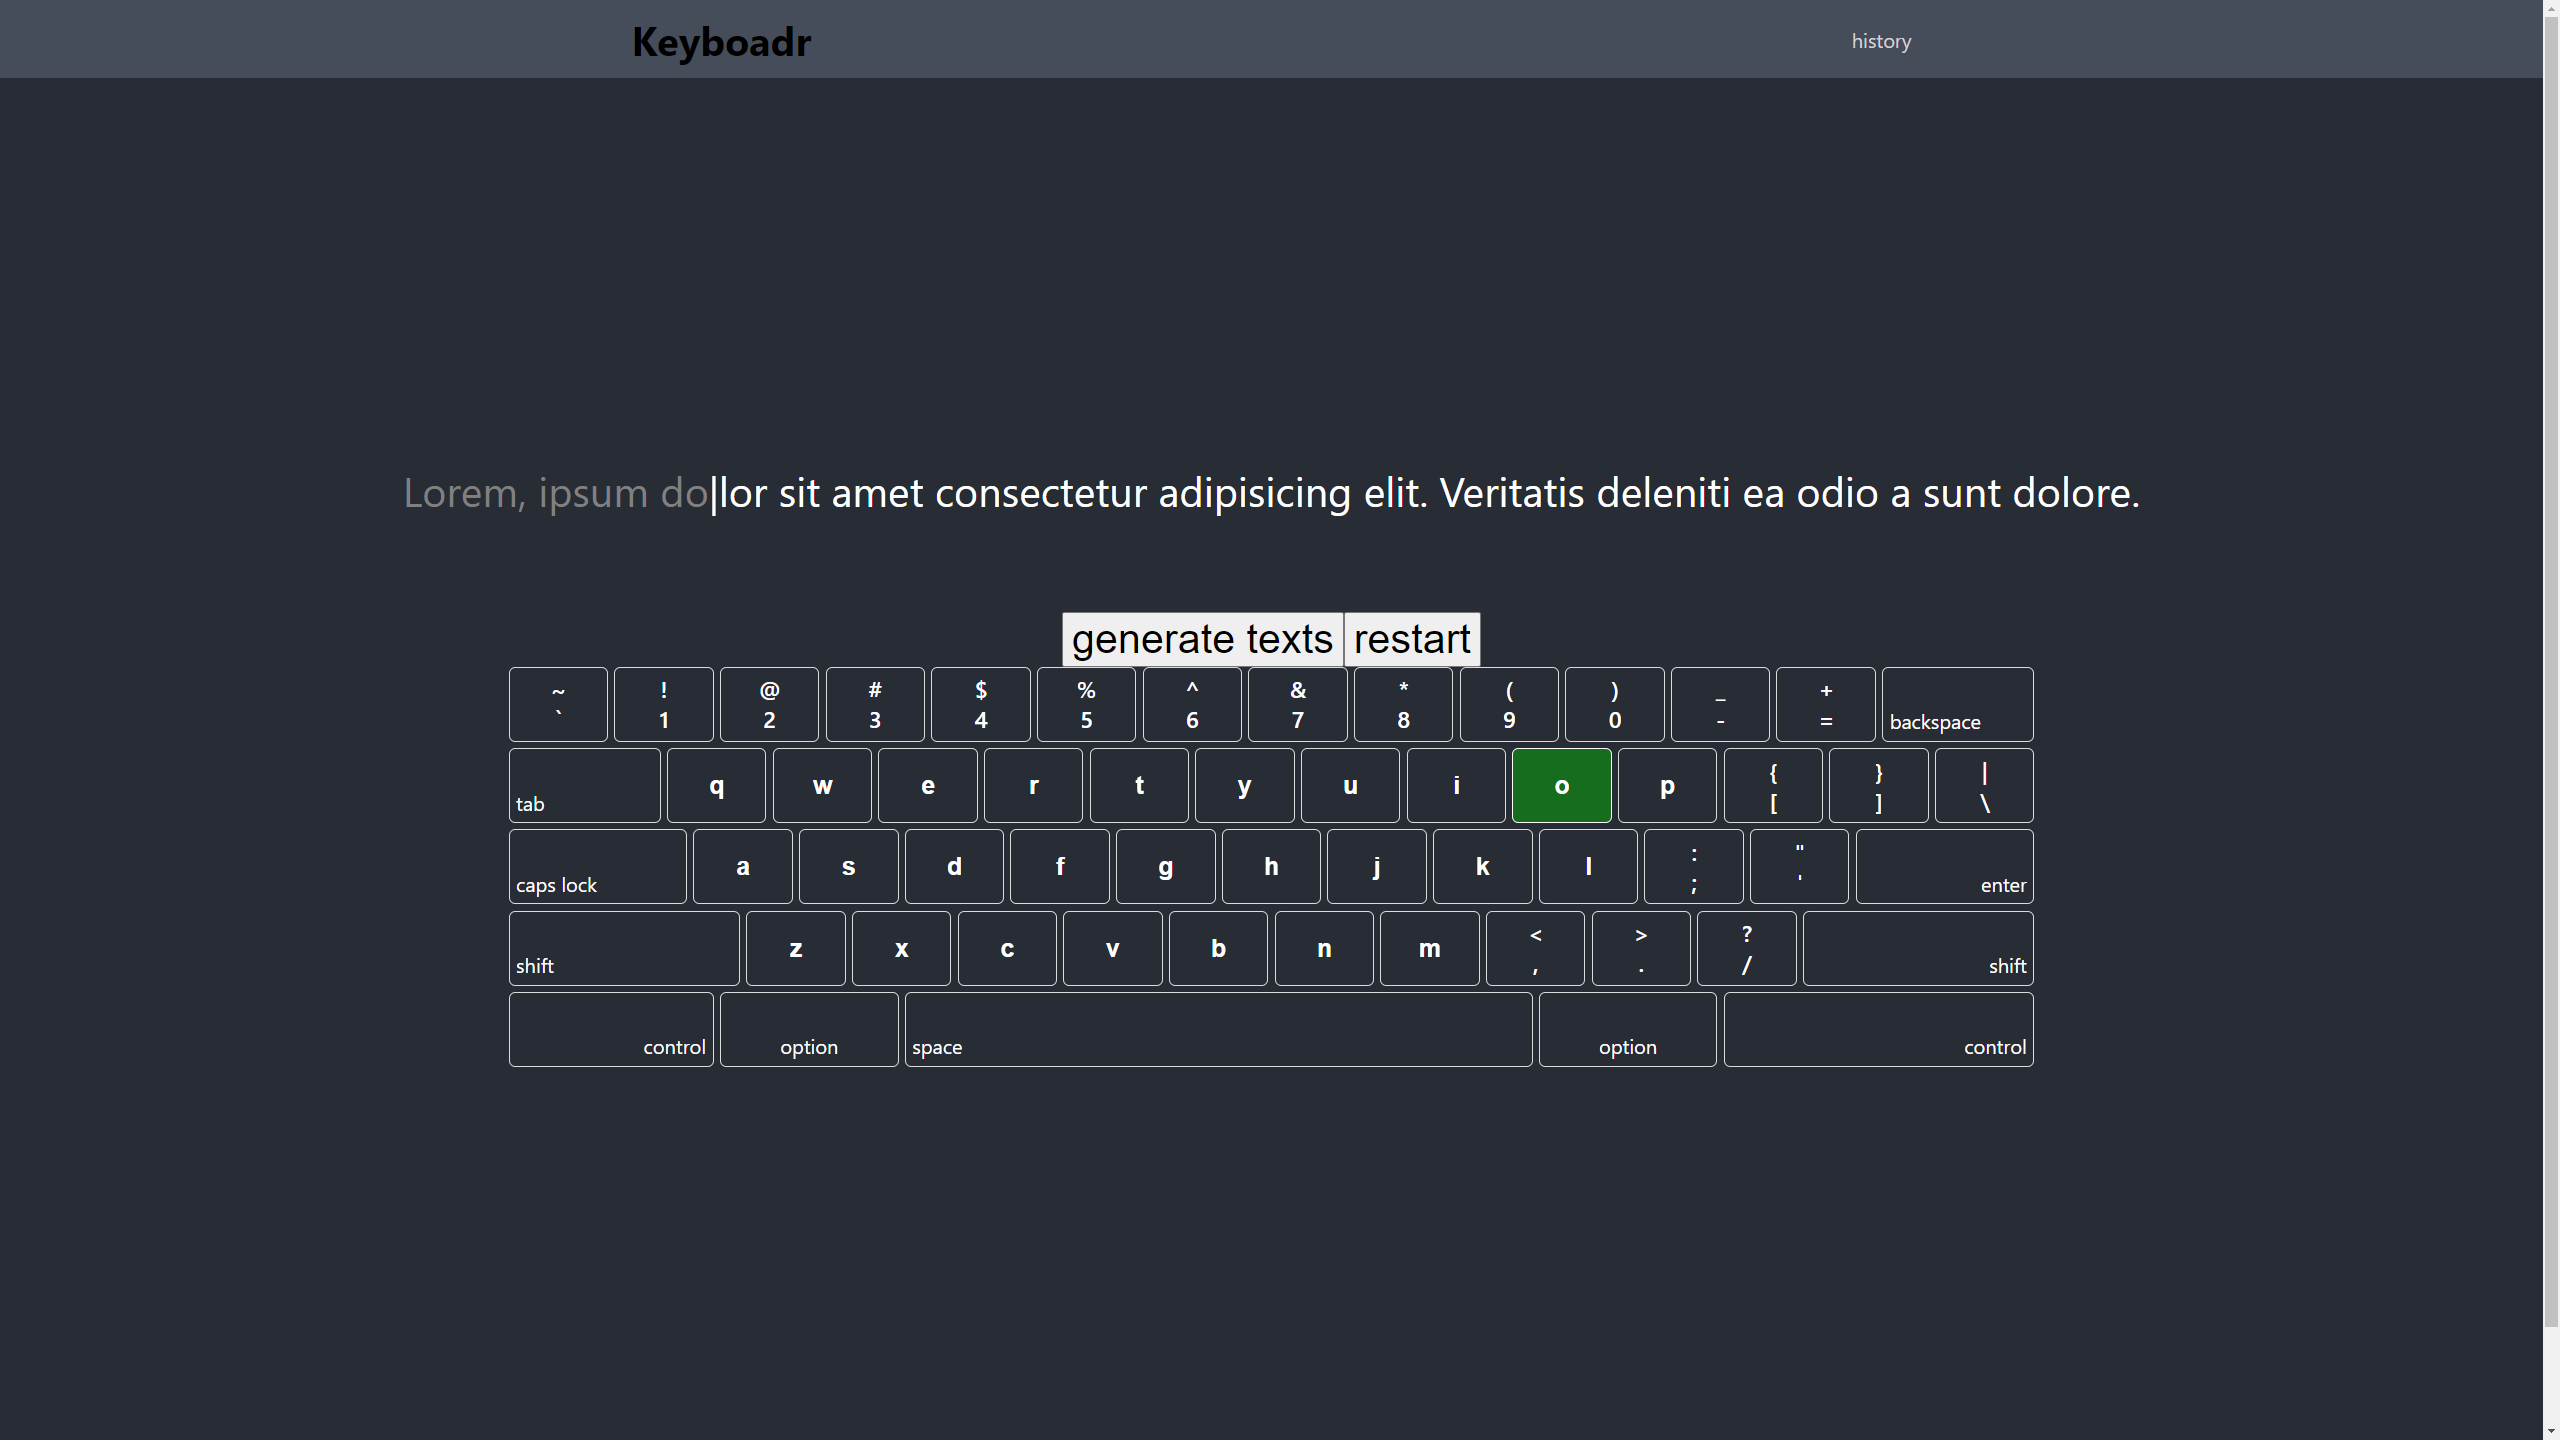 Keyboadr history
Lorem, ipsum do|lor sit amet consectetur adipisicing elit. Veritatis deleniti ea odio a sunt dolore.
generate texts restart
~ ! @ # $ % ^ & * ( ) _ +
` 1 2 3 4 5 6 7 8 9 0 - = backspace
tab q w e r t y u i o p { [ } ] | \
caps lock a s d f g h j k l : ; " ' enter
shift z x c v b n m < , > . ? / shift
control option space option control